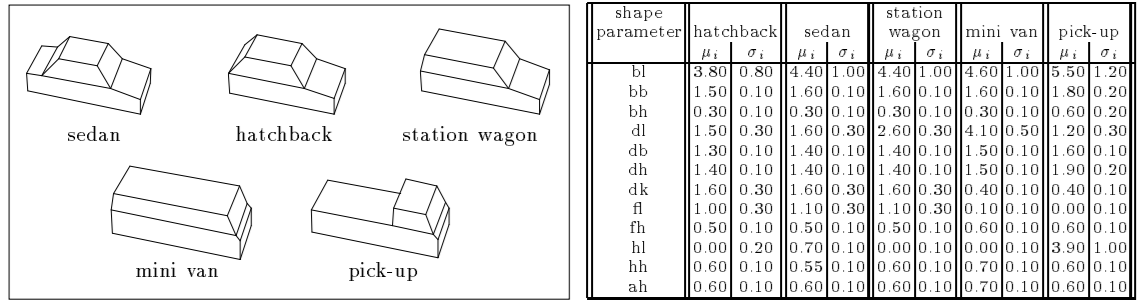 sedan
hatchback
station wagon
mini van
pick-up
shape parameter hatchback sedan station wagon mini van pick-up
μi σi μi σi μi σi μi σi μi σi
bl 3.80 0.80 4.40 1.00 4.40 1.00 4.60 1.00 5.50 1.20
bb 1.50 0.10 1.60 0.10 1.60 0.10 1.60 0.10 1.80 0.20
bh 0.30 0.10 0.30 0.10 0.30 0.10 0.30 0.10 0.60 0.20
dl 1.50 0.30 1.60 0.30 2.60 0.30 4.10 0.50 1.20 0.30
db 1.30 0.10 1.40 0.10 1.40 0.10 1.50 0.10 1.60 0.10
dh 1.40 0.10 1.40 0.10 1.40 0.10 1.50 0.10 1.90 0.20
dk 1.60 0.30 1.60 0.30 1.60 0.30 0.40 0.10 0.40 0.10
fl 1.00 0.30 1.10 0.30 1.10 0.30 0.10 0.10 0.00 0.10
fh 0.50 0.10 0.50 0.10 0.50 0.10 0.60 0.10 0.60 0.10
hl 0.00 0.20 0.70 0.10 0.00 0.10 0.00 0.10 3.90 1.00
hh 0.60 0.10 0.55 0.10 0.60 0.10 0.70 0.10 0.60 0.10
ah 0.60 0.10 0.60 0.10 0.60 0.10 0.70 0.10 0.60 0.10